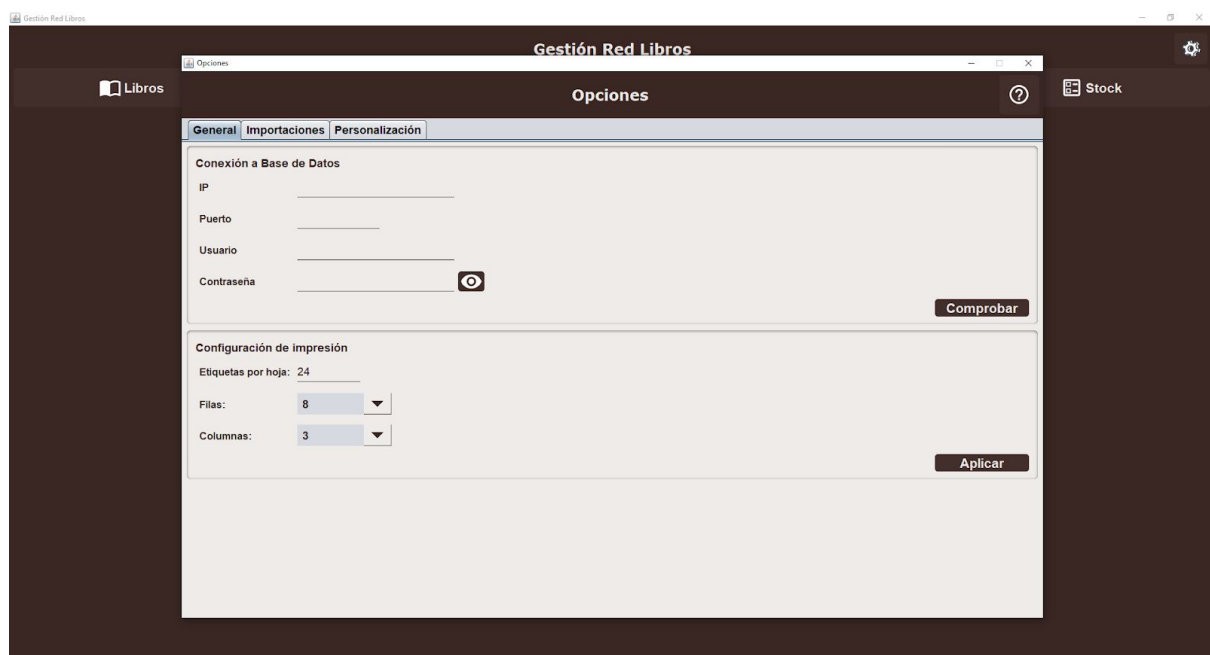 Gestión Red Libros
Gestión Red Libros
Opciones
Libros
Opciones
Stock
General Importaciones Personalización
Conexión a Base de Datos
IP
Puerto
Usuario
Contraseña
Comprobar
Configuración de impresión
Etiquetas por hoja: 24
Filas: 8
Columnas: 3
Aplicar